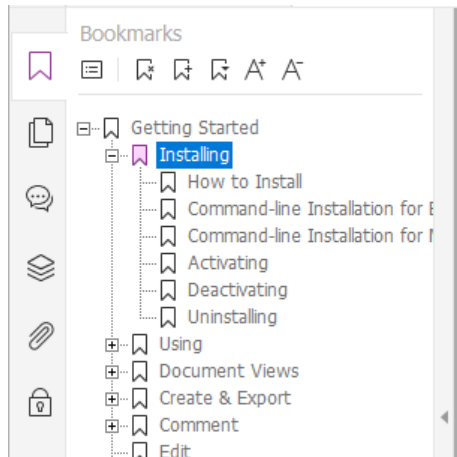 Bookmarks
A+ A-
Getting Started
Installing
How to Install
Command-line Installation for
Command-line Installation for
Activating
Deactivating
Uninstalling
Using
Document Views
Create & Export
Comment
Edit